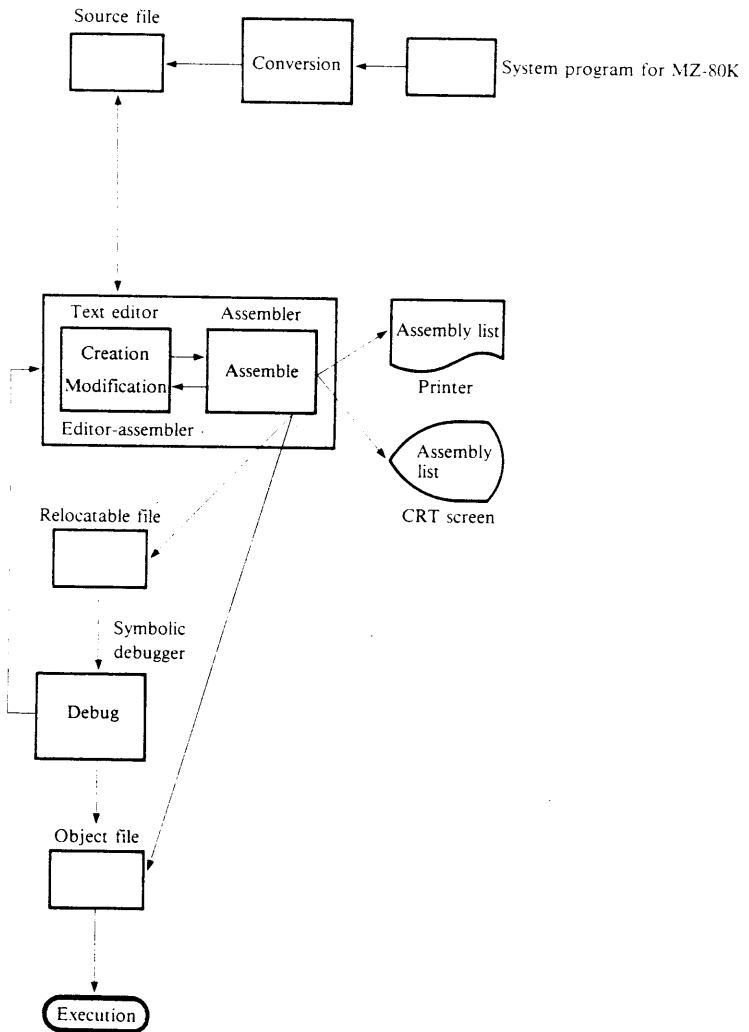 Source file
Conversion
System program for MZ-80K
Text editor
Assembler
Creation
Modification
Assemble
Editor-assembler
Assembly list
Printer
Assembly
list
CRT screen
Relocatable file
Symbolic
debugger
Debug
Object file
Execution